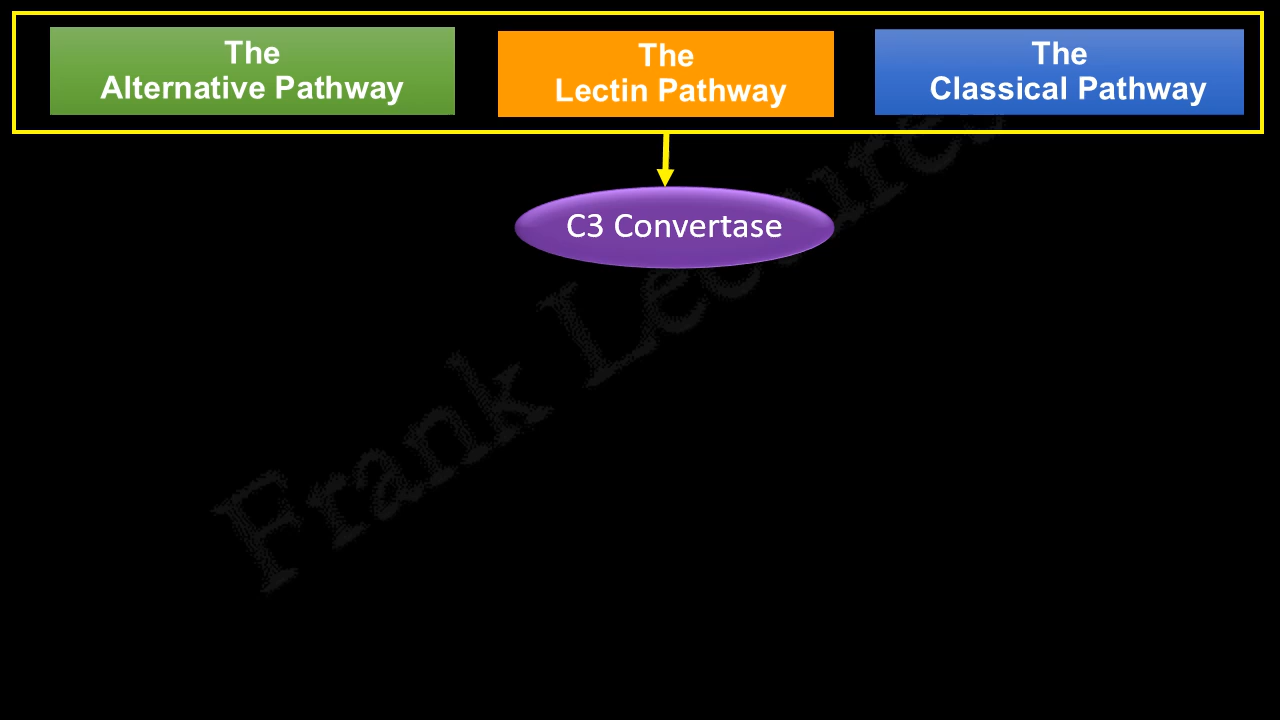 The
Alternative Pathway
The
Lectin Pathway
The
Classical Pathway
C3 Convertase
Frank Lectures